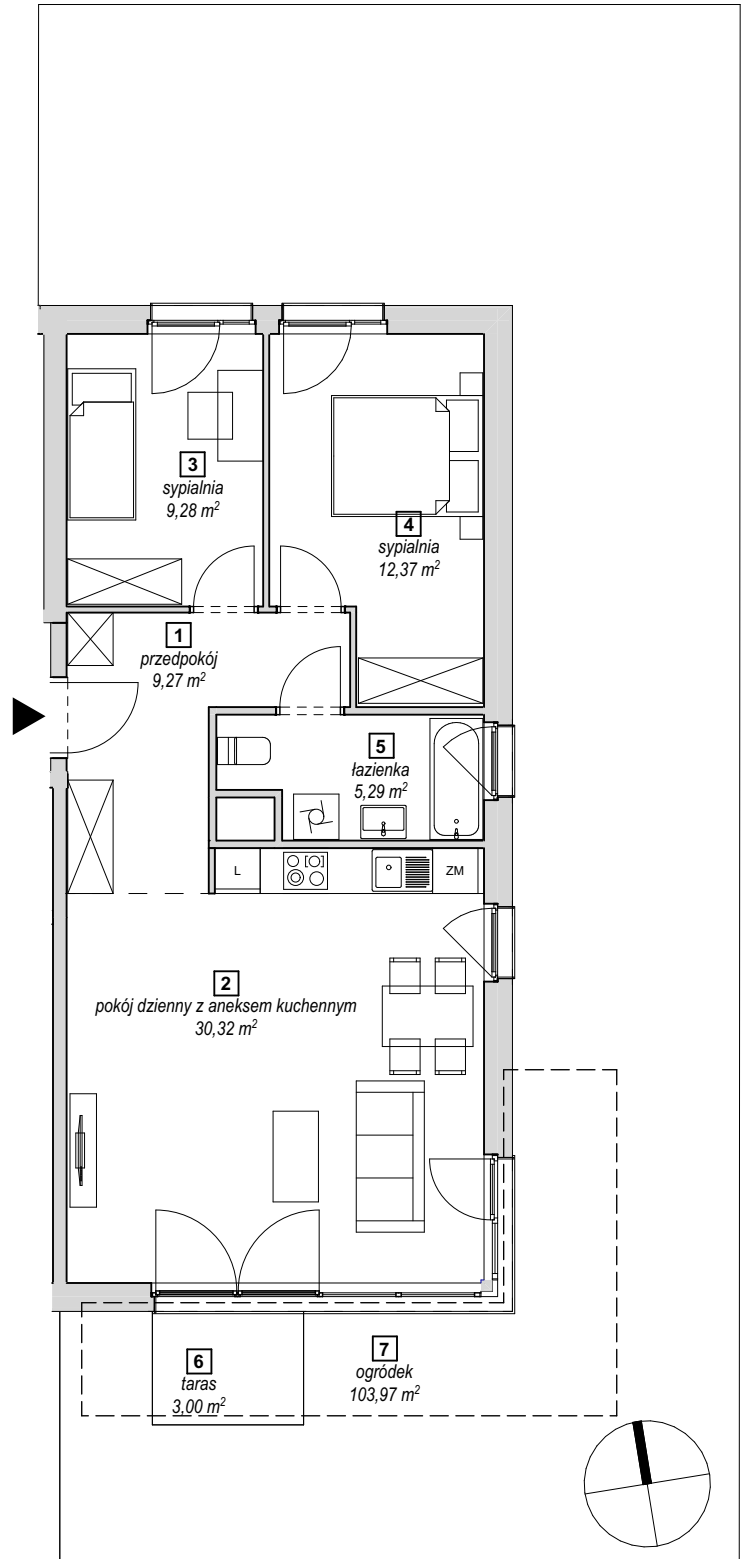 3
sypialnia
9,28 m²
4
sypialnia
12,37 m²
1
przedpokój
9,27 m²
5
łazienka
5,29 m²
L
ZM
2
pokój dzienny z aneksem kuchennym
30,32 m²
6
taras
3,00 m²
7
ogródek
103,97 m²